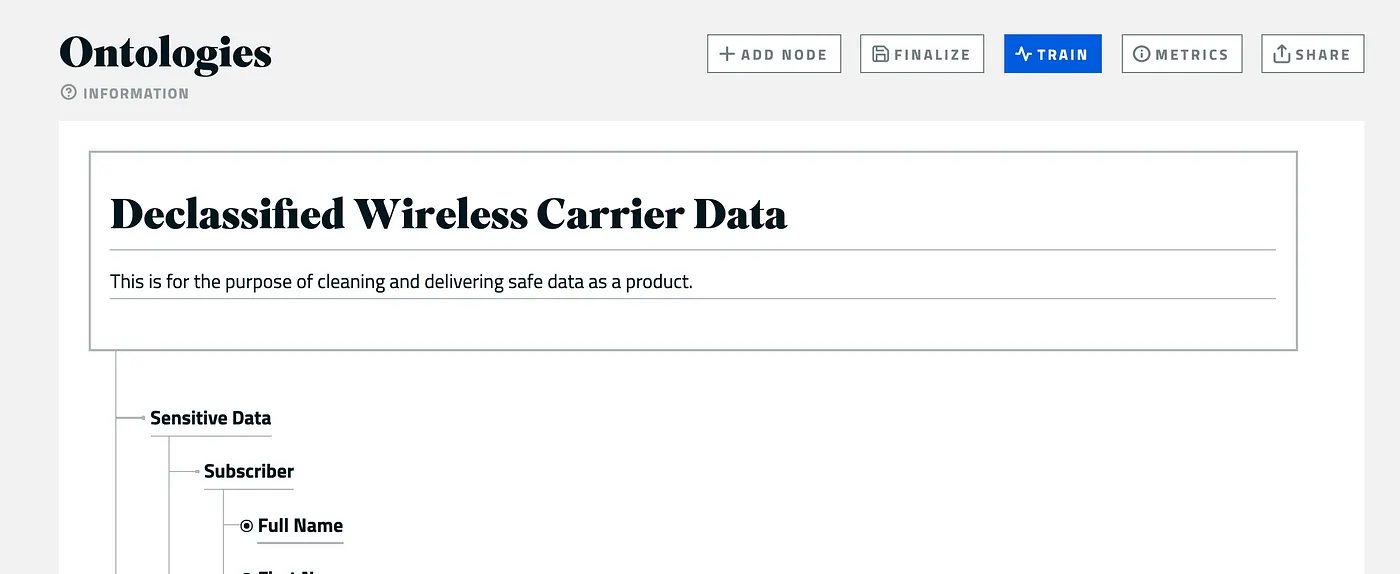 Ontologies
ADD NODE
FINALIZE
TRAIN
METRICS
SHARE
INFORMATION
Declassified Wireless Carrier Data
This is for the purpose of cleaning and delivering safe data as a product.
Sensitive Data
Subscriber
Full Name